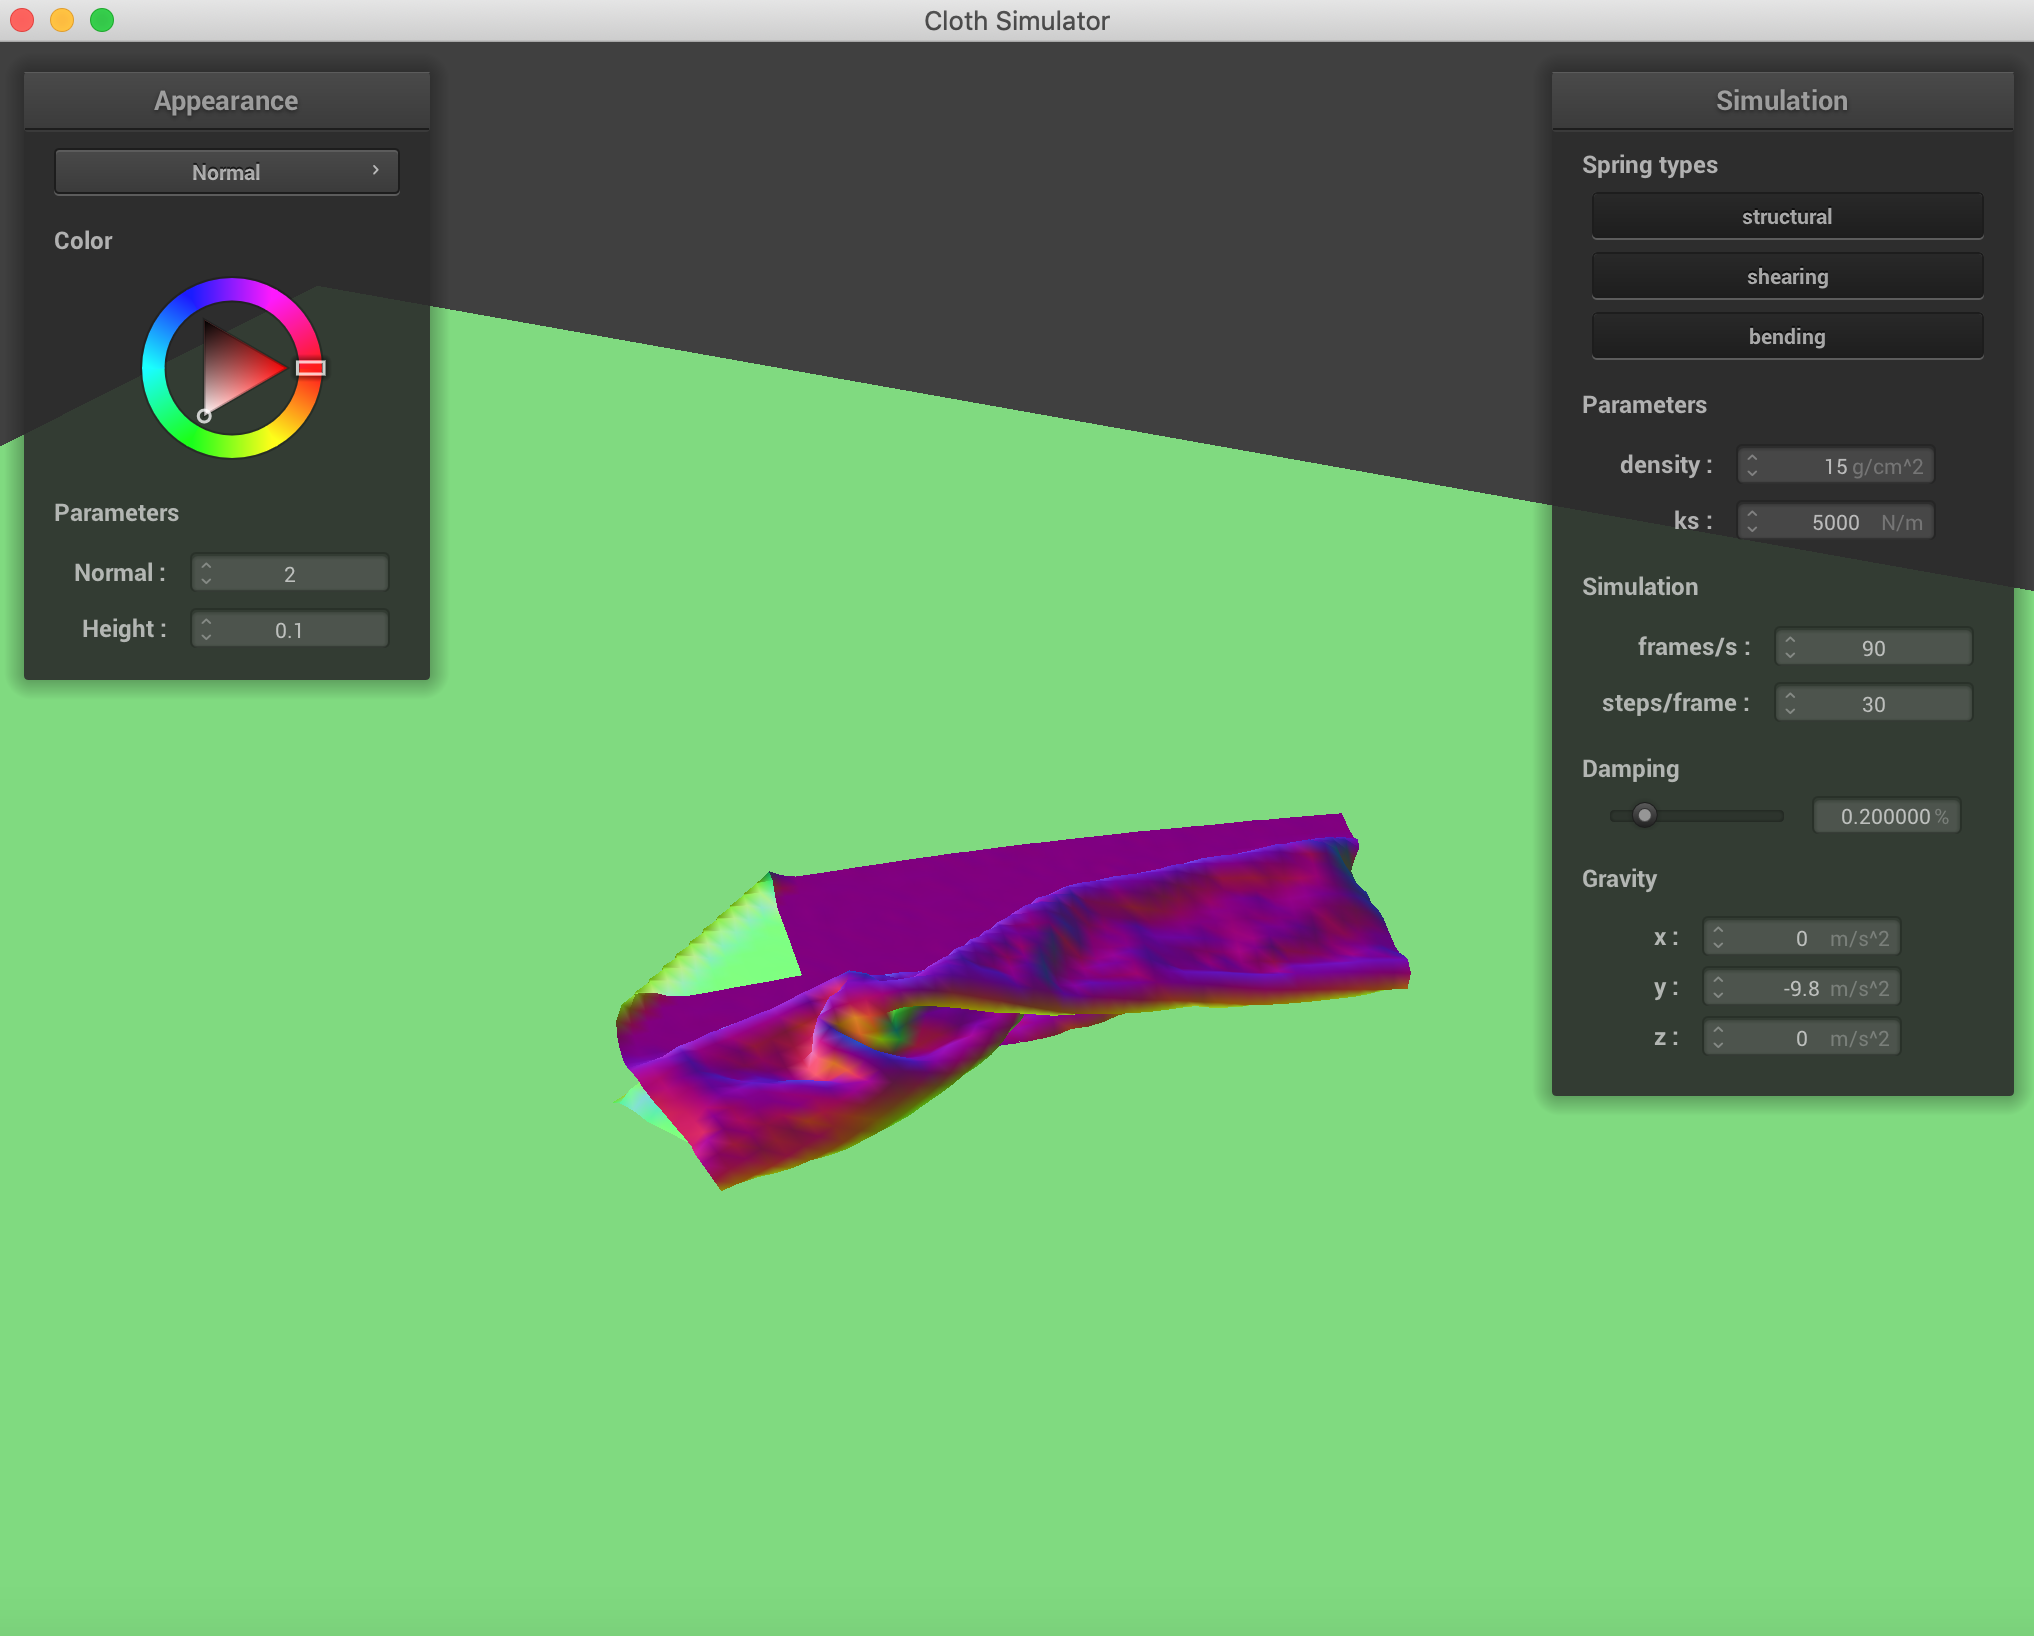 Cloth Simulator
Appearance
Normal
Color
Parameters
Normal : 2
Height : 0.1
Simulation
Spring types
structural
shearing
bending
Parameters
density : 15 g/cm^2
ks : 5000 N/m
Simulation
frames/s : 90
steps/frame : 30
Damping
0.200000 %
Gravity
x : 0 m/s^2
y : -9.8 m/s^2
z : 0 m/s^2